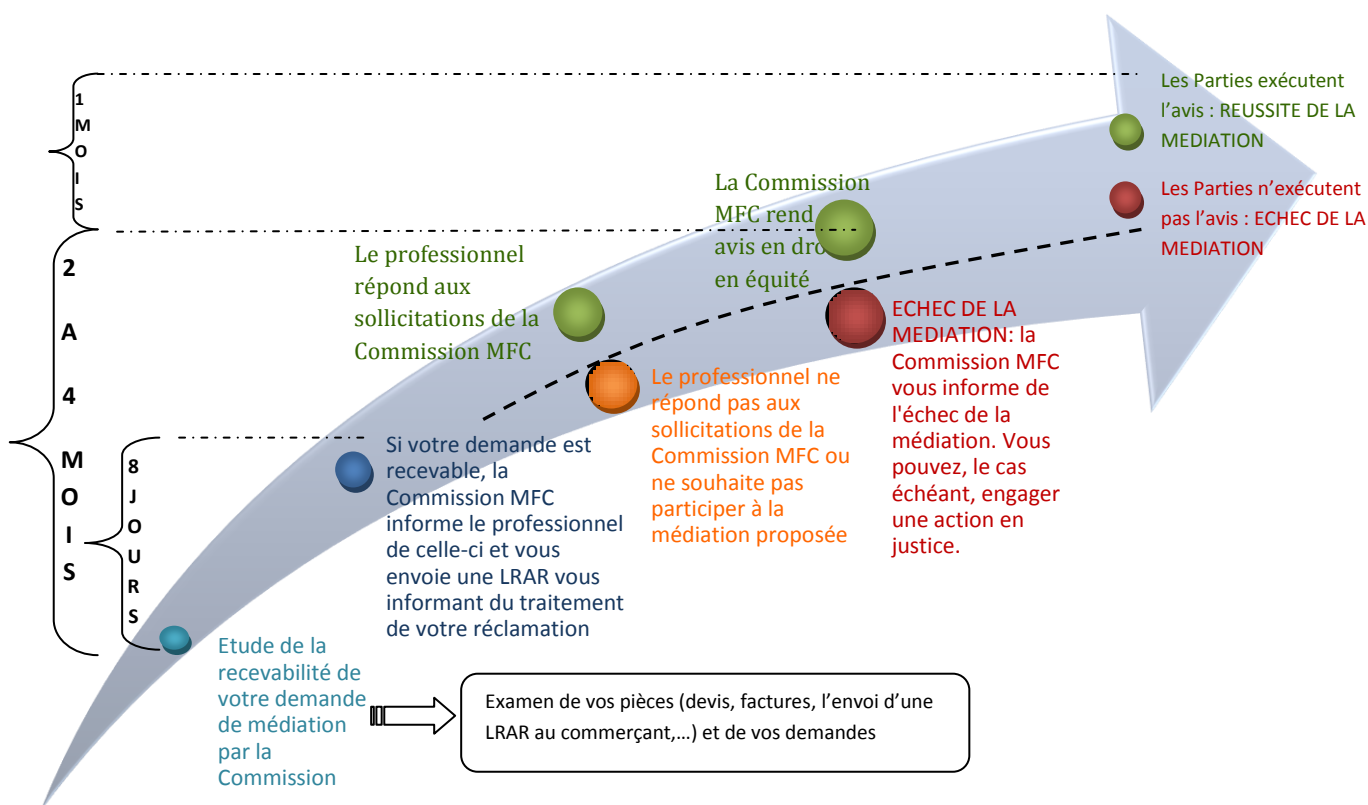 1
M
O
I
S
2
A
4
M
O
I
S
8
J
O
U
R
S
Les Parties exécutent
l’avis : REUSSITE DE LA
MEDIATION
Les Parties n’exécutent
pas l’avis : ECHEC DE LA
MEDIATION
La Commission
MFC rend
avis en
en équité
Le professionnel
répond aux
sollicitations de la
Commission MFC
ECHEC DE LA
MEDIATION: la
Commission MFC
vous informe de
l'échec de la
médiation. Vous
pouvez, le cas
échéant, engager
une action en
justice.
Le professionnel ne
répond pas aux
sollicitations de la
Commission MFC ou
ne souhaite pas
participer à la
médiation proposée
Si votre demande est
recevable, la
Commission MFC
informe le professionnel
de celle-ci et vous
envoie une LRAR vous
informant du traitement
de votre réclamation
Etude de la
recevabilité de
votre demande
de médiation
par la
Commission
Examen de vos pièces (devis, factures, l’envoi d’une
LRAR au commerçant,…) et de vos demandes